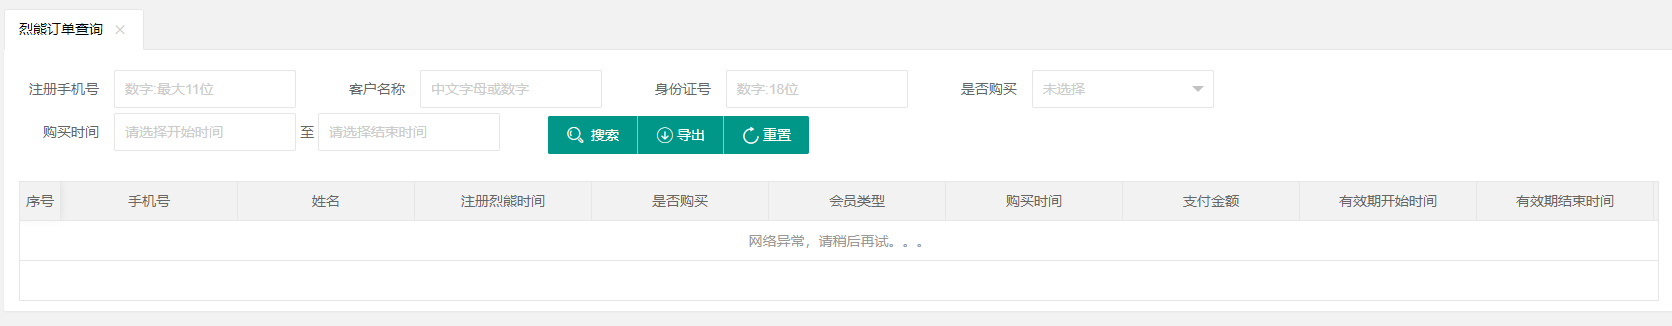 烈熊订单查询
注册手机号 数字:最大11位 客户名称 中文字母或数字 身份证号 数字:18位 是否购买 未选择
购买时间 请选择开始时间 至 请选择结束时间 搜索 导出 重置
序号 手机号 姓名 注册烈熊时间 是否购买 会员类型 购买时间 支付金额 有效期开始时间 有效期结束时间
网络异常，请稍后再试。。。